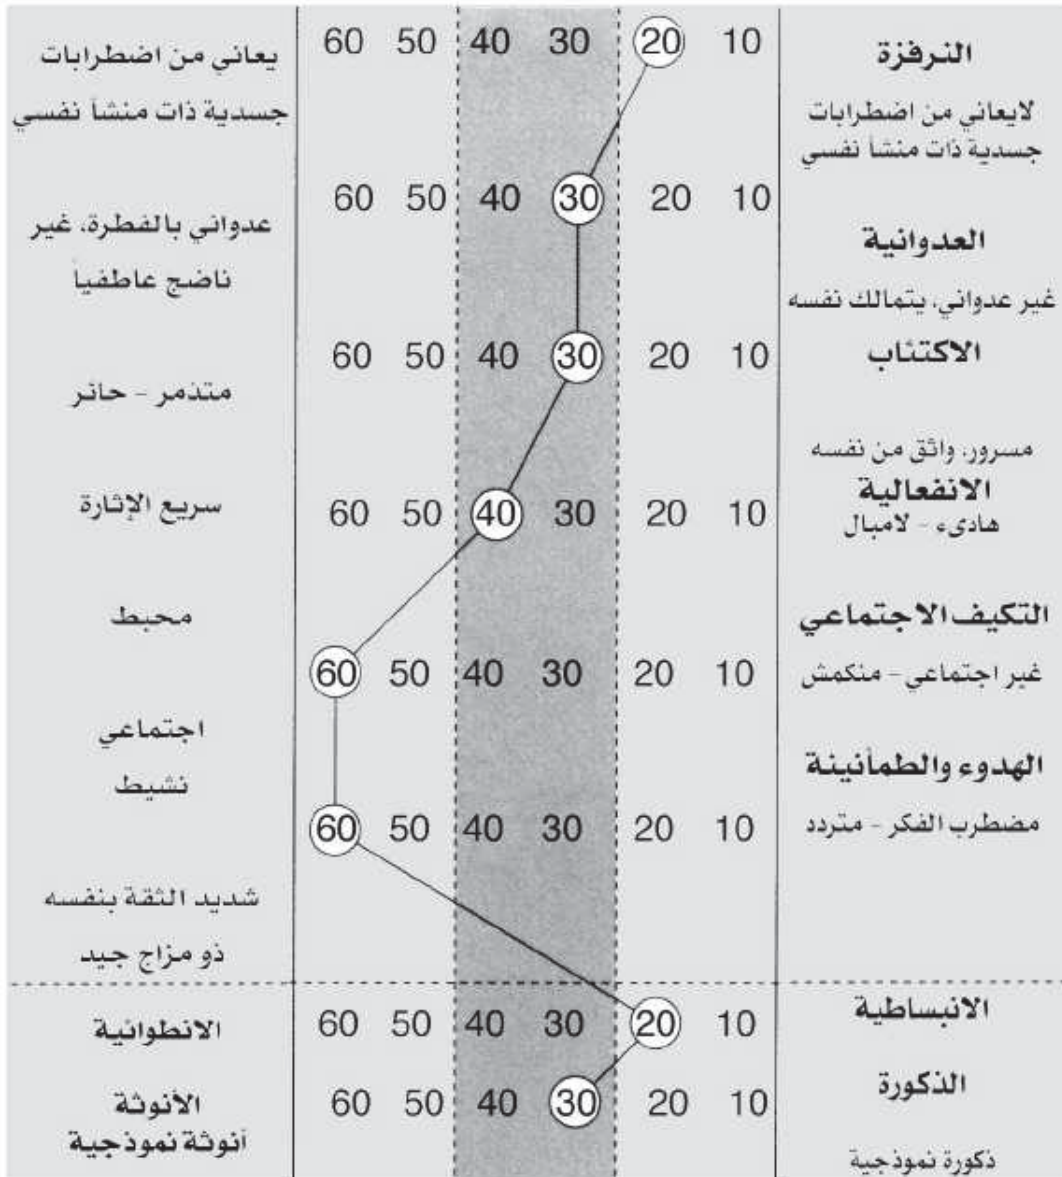 النرفزة
10 20 30 40 50 60
يعاني من اضطرابات
لايعاني من اضطرابات
جسدية ذات منشأ نفسي
جسدية ذات منشأ نفسي
10 20 30 40 50 60
العدوانية
عدواني بالفطرة، غير
ناضج عاطفياً
غير عدواني، يتمالك نفسه
الاكتئاب
10 20 30 40 50 60
متذمر - حائر
مسرور، واثق من نفسه
الانفعالية
هادىء - لامبال
10 20 30 40 50 60
سريع الإثارة
التكيف الاجتماعي
محبط
غير اجتماعي - منكمش
10 20 30 40 50 60
اجتماعي
نشيط
الهدوء والطمأنينة
مضطرب الفكر - متردد
10 20 30 40 50 60
شديد الثقة بنفسه
ذو مزاج جيد
الانبساطية
10 20 30 40 50 60
الانطوائية
الذكورة
10 20 30 40 50 60
الأنوثة
أنوثة نموذجية
ذكورة نموذجية